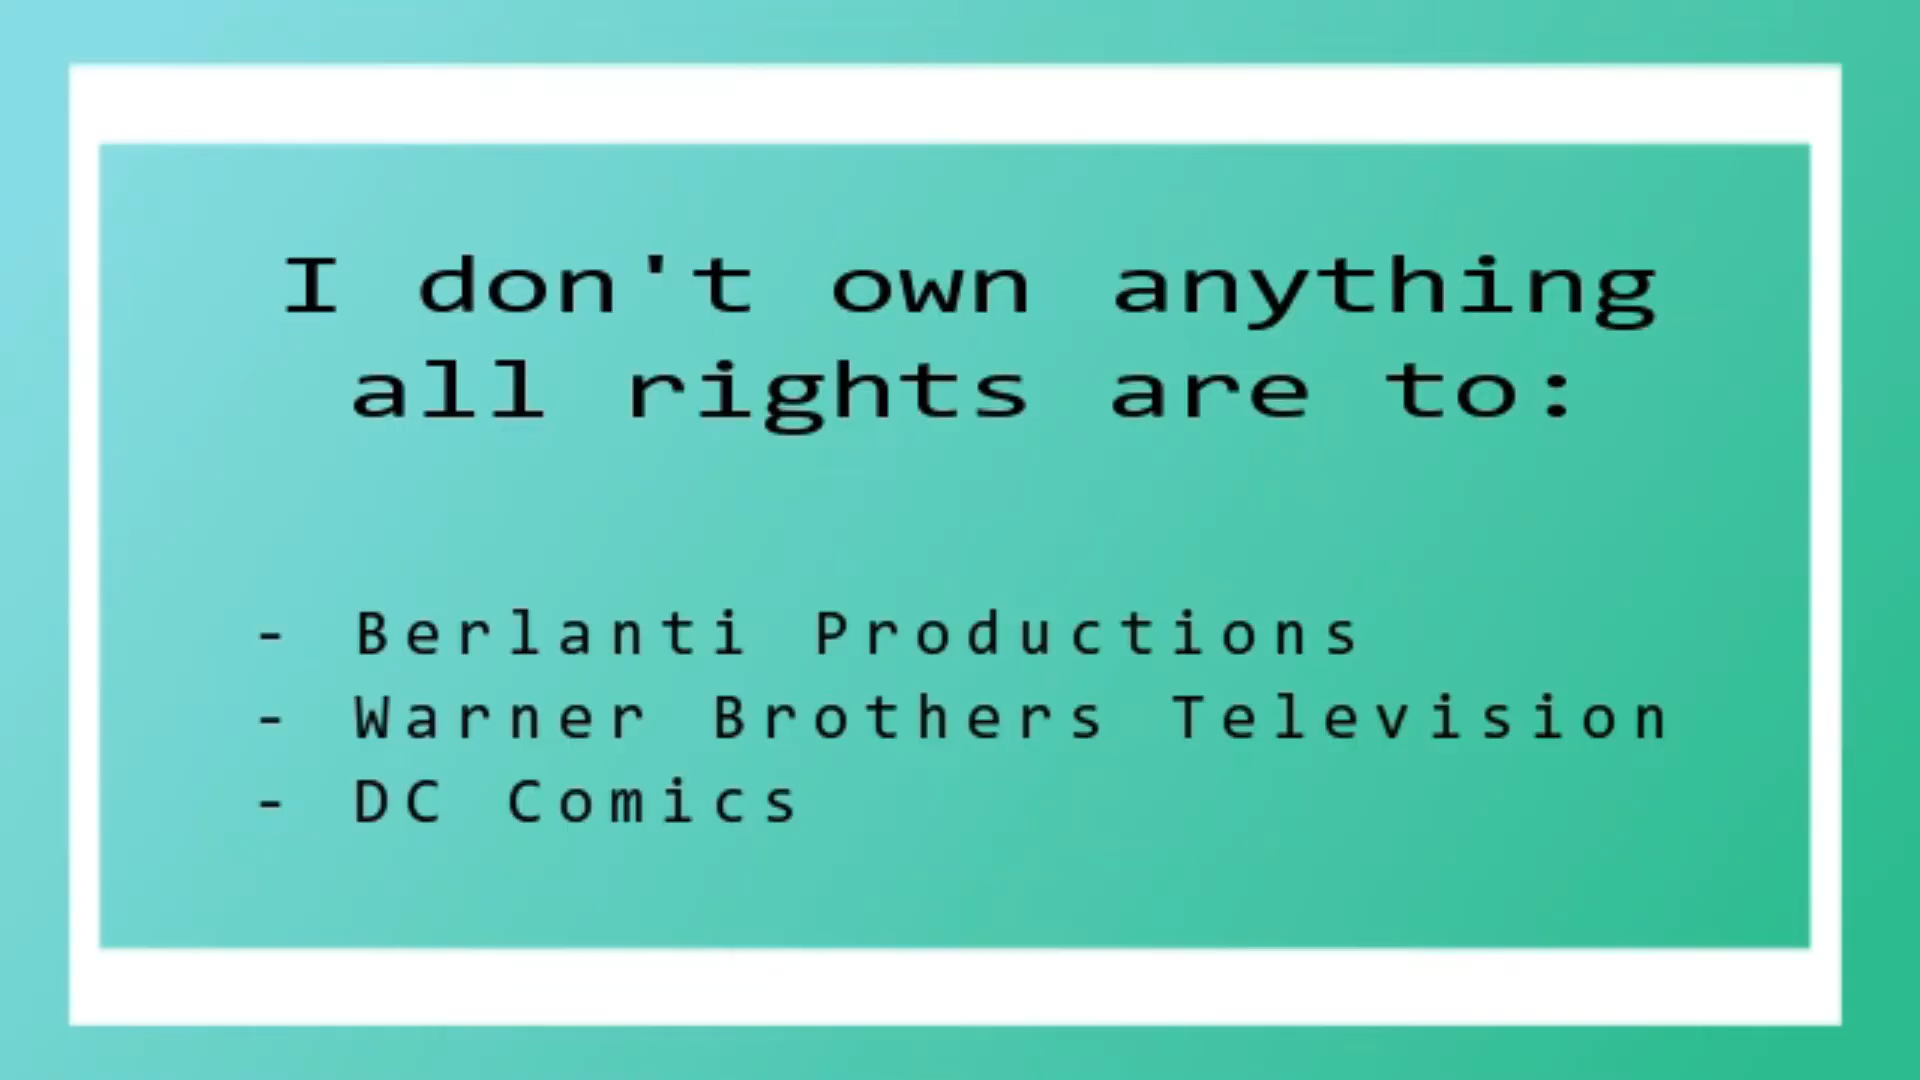 I don't own anything
all rights are to:
- Berlanti Productions
- Warner Brothers Television
- DC Comics